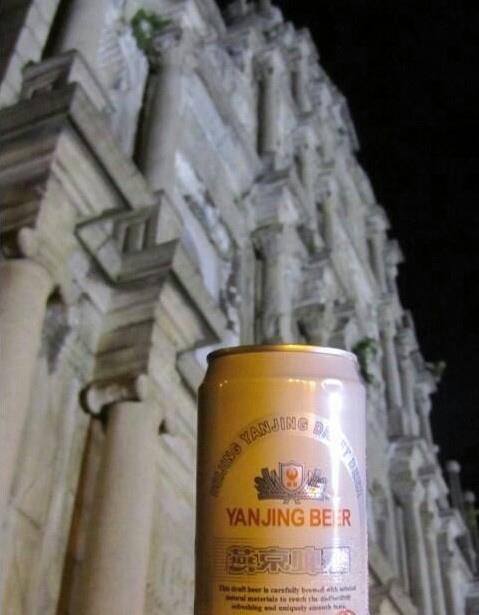 BEIJING YANJING DRAFT BEER
YANJING BEER
燕京啤酒
This draft beer is carefully brewed with selected
natural materials to reach the
refreshing and uniquely smooth taste.